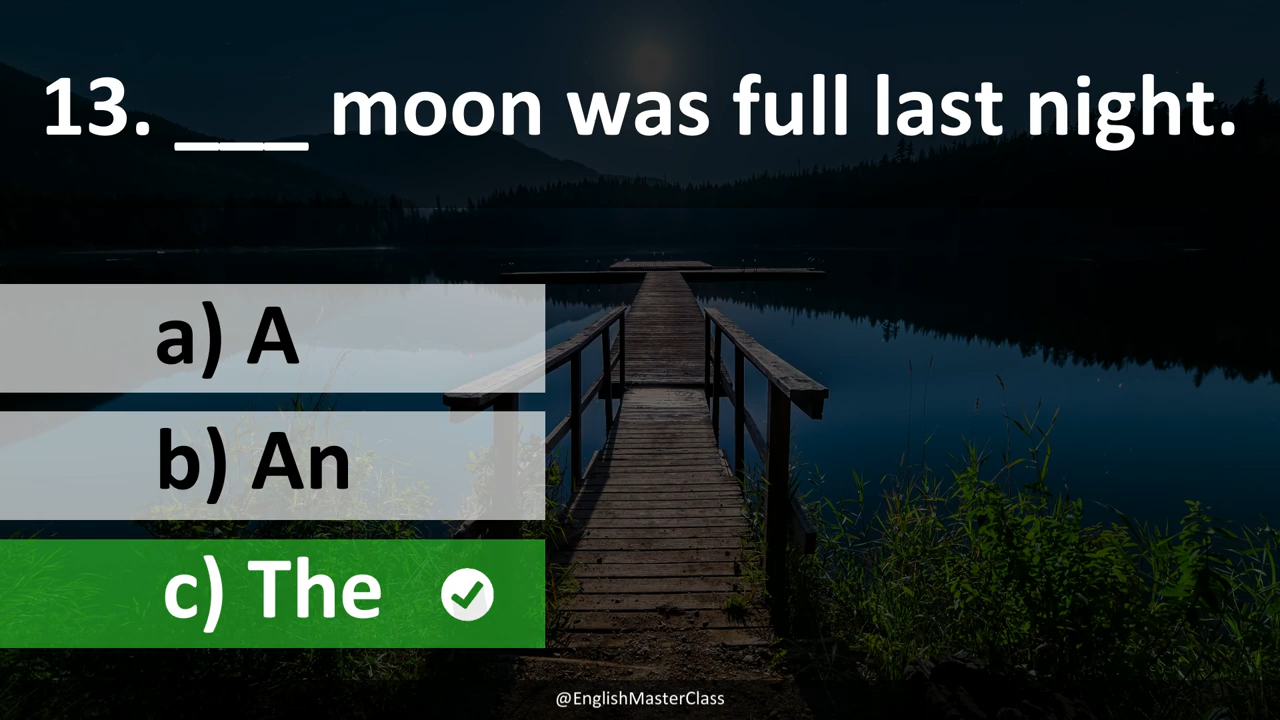 13. ___ moon was full last night.
a) A
b) An
c) The
@EnglishMasterClass